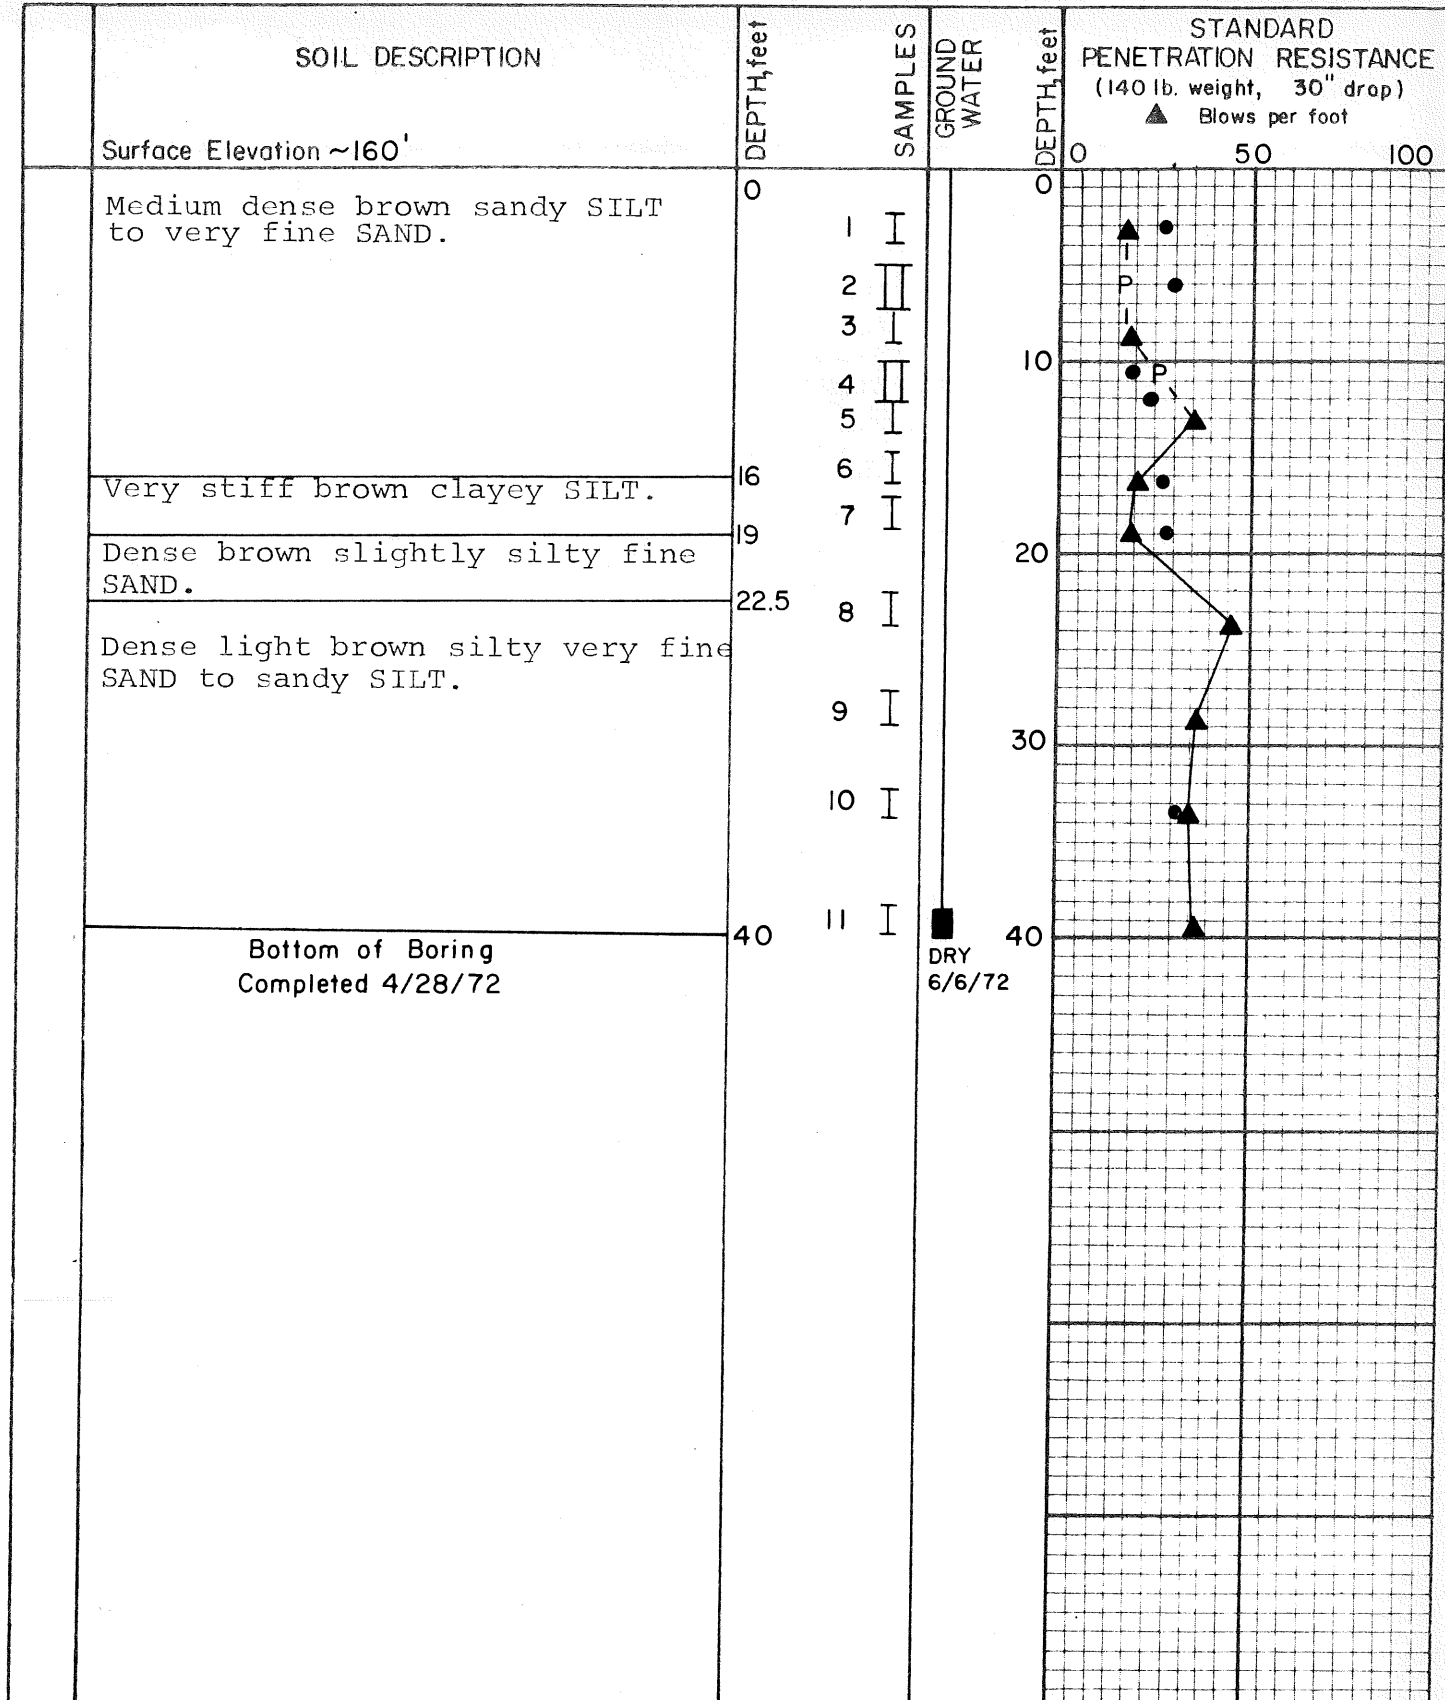 SOIL DESCRIPTION
Surface Elevation ~160'
DEPTH, feet
SAMPLES
GROUND
WATER
DEPTH, feet
STANDARD
PENETRATION RESISTANCE
(140 lb. weight, 30" drop)
▲ Blows per foot
0 50 100
Medium dense brown sandy SILT
to very fine SAND.
0
16
Very stiff brown clayey SILT.
19
Dense brown slightly silty fine
SAND.
22.5
Dense light brown silty very fine
SAND to sandy SILT.
40
Bottom of Boring
Completed 4/28/72
1
2
3
4
5
6
7
8
9
10
11
DRY
6/6/72
0
10
20
30
40
P
P